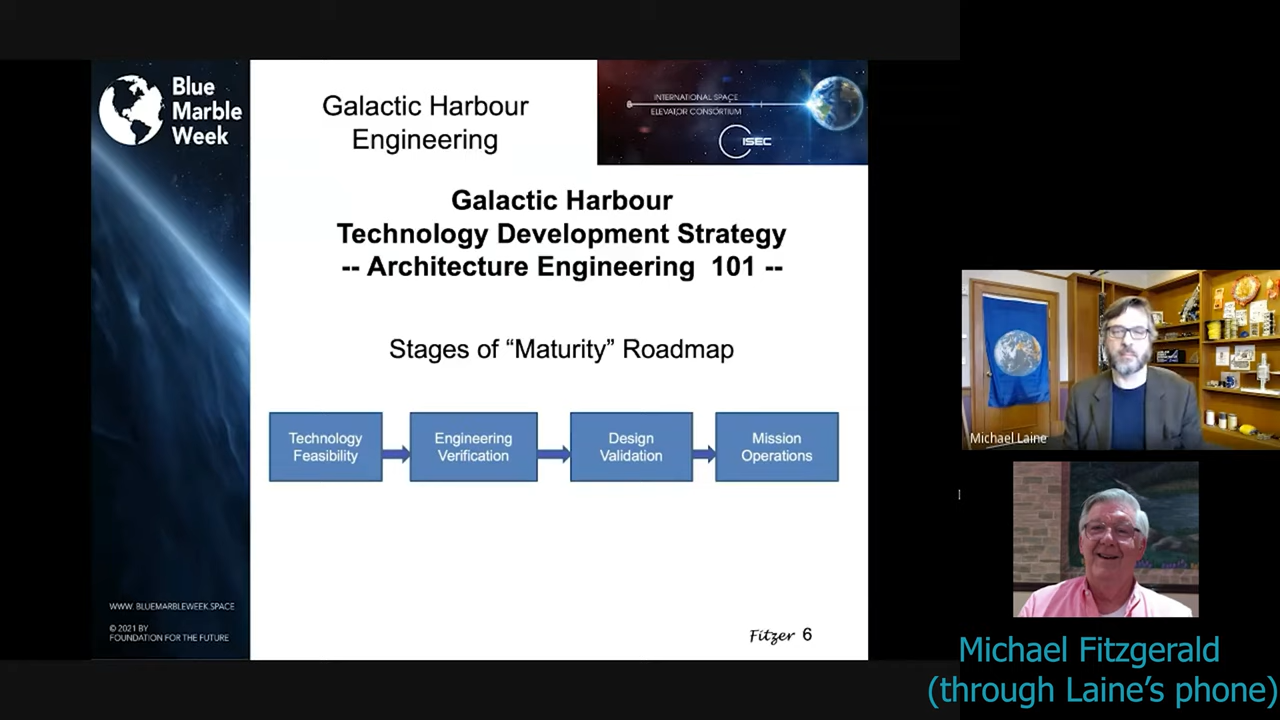 Blue
Marble
Week
Galactic Harbour
Engineering
INTERNATIONAL SPACE
ELEVATOR CONSORTIUM
ISEC
Galactic Harbour
Technology Development Strategy
-- Architecture Engineering 101 --
Stages of “Maturity” Roadmap
Technology
Feasibility
Engineering
Verification
Design
Validation
Mission
Operations
WWW. BLUEMARBLEWEEK.SPACE
© 2021 BY
FOUNDATION FOR THE FUTURE
Fitzer 6
Michael Laine
Michael Fitzgerald
(through Laine’s phone)